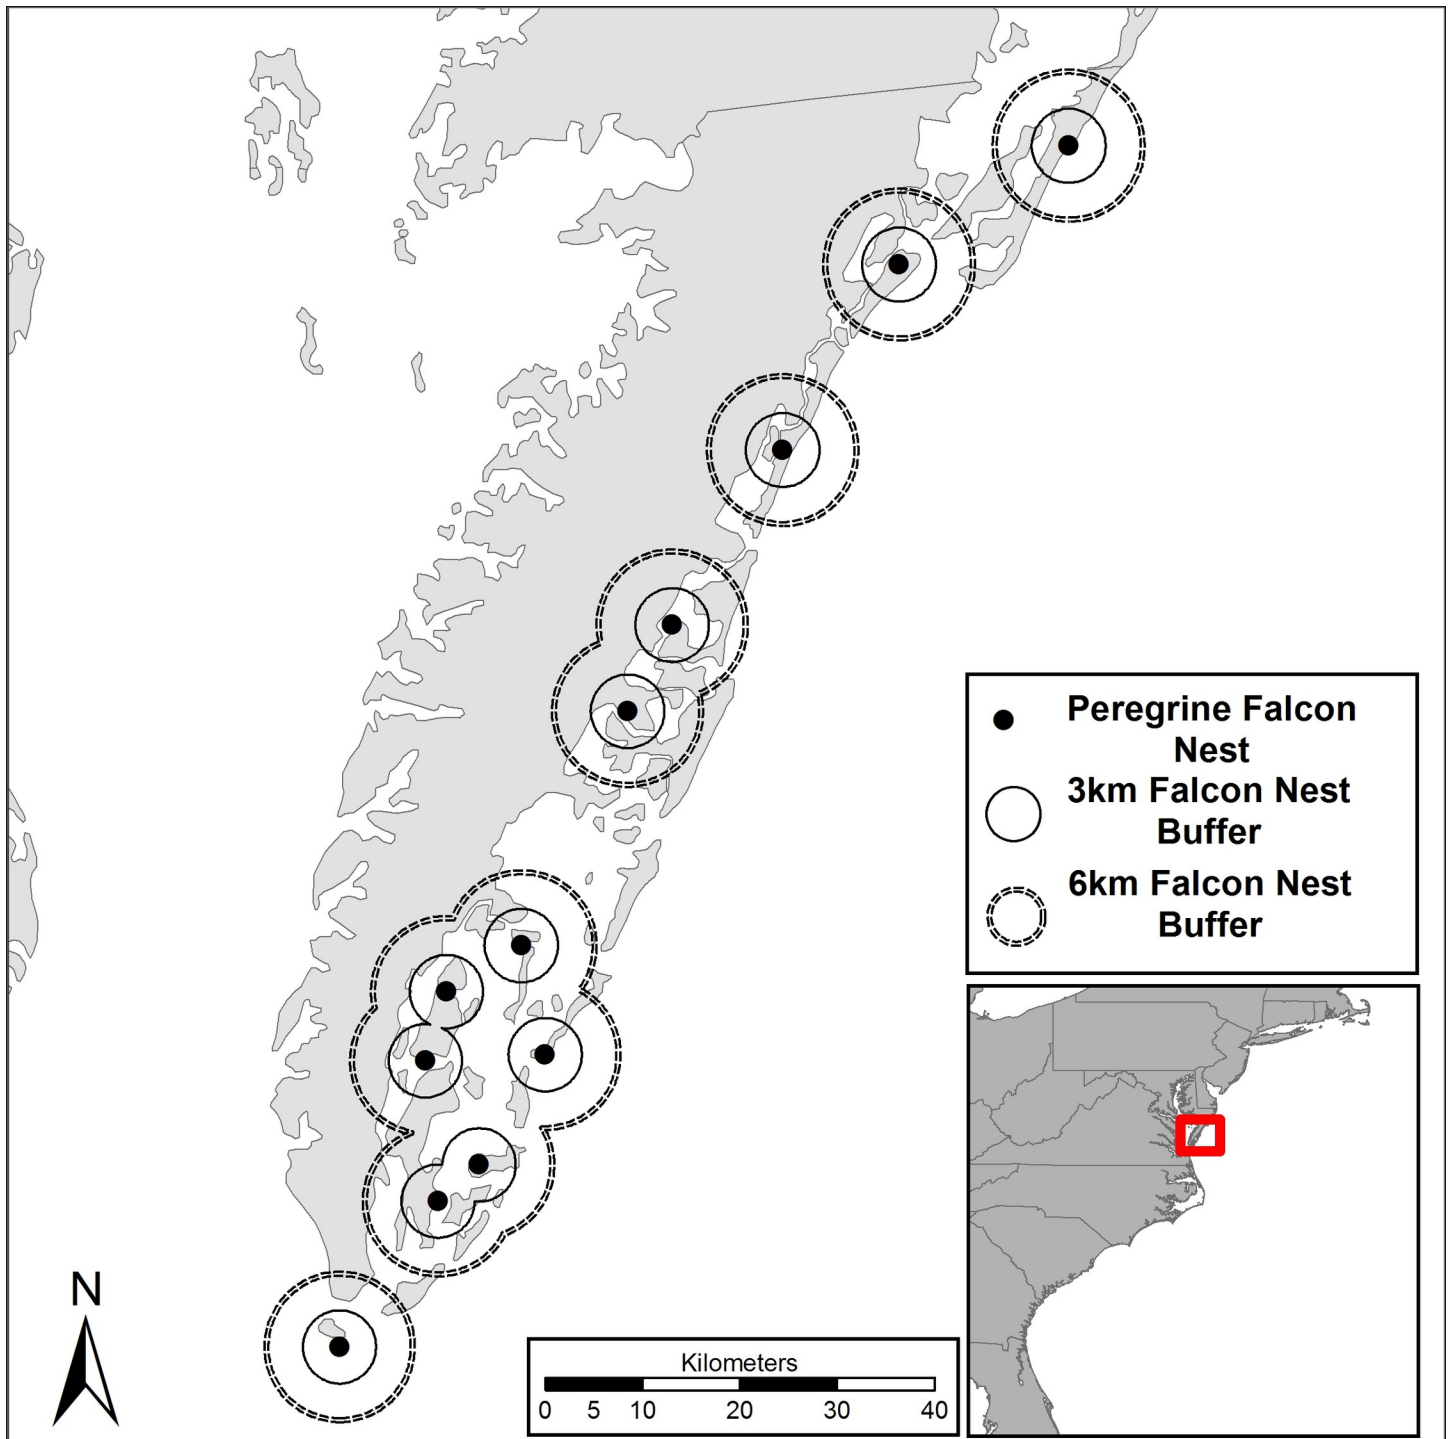 Peregrine Falcon
Nest
3km Falcon Nest
Buffer
6km Falcon Nest
Buffer
N
Kilometers
0 5 10 20 30 40